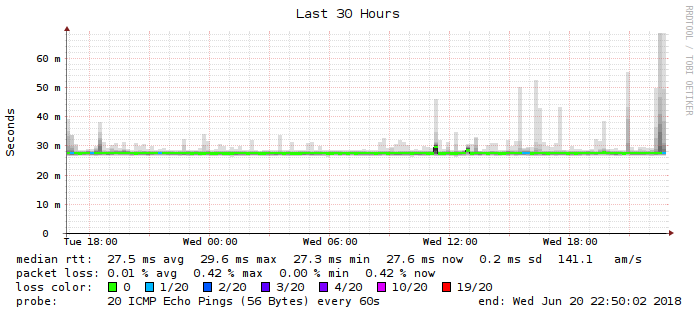 Last 30 Hours
RRDTOOL / TOBI OETIKER
Seconds
60 m
50 m
40 m
30 m
20 m
10 m
0
Tue 18:00 Wed 00:00 Wed 06:00 Wed 12:00 Wed 18:00
median rtt: 27.5 ms avg 29.6 ms max 27.3 ms min 27.6 ms now 0.2 ms sd 141.1 am/s
packet loss: 0.01 % avg 0.42 % max 0.00 % min 0.42 % now
loss color: 0 1/20 2/20 3/20 4/20 10/20 19/20
probe: 20 ICMP Echo Pings (56 Bytes) every 60s end: Wed Jun 20 22:50:02 2018